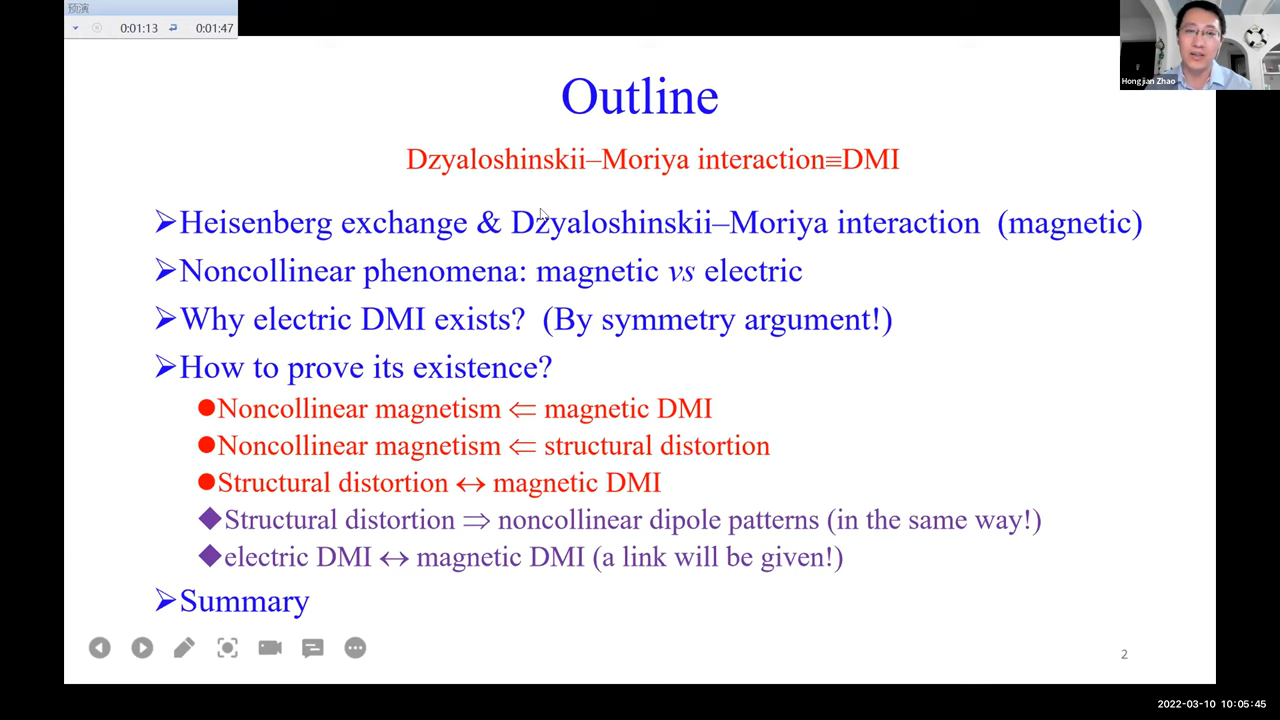 预演
0:01:13 0:01:47
Hongjian Zhao
Outline
Dzyaloshinskii–Moriya interaction≡DMI
➢Heisenberg exchange & Dzyaloshinskii–Moriya interaction (magnetic)
➢Noncollinear phenomena: magnetic vs electric
➢Why electric DMI exists? (By symmetry argument!)
➢How to prove its existence?
●Noncollinear magnetism ⇐ magnetic DMI
●Noncollinear magnetism ⇐ structural distortion
●Structural distortion ↔ magnetic DMI
◆Structural distortion ⇒ noncollinear dipole patterns (in the same way!)
◆electric DMI ↔ magnetic DMI (a link will be given!)
➢Summary
2
2022-03-10 10:05:45